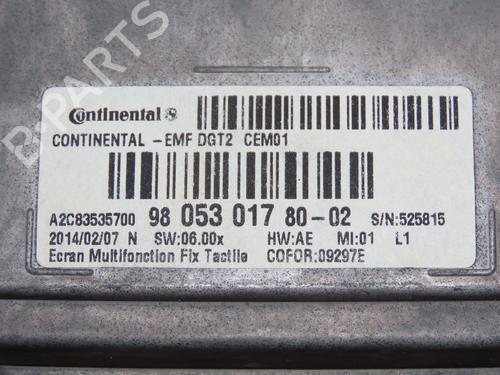 B-PARTS
Continental
CONTINENTAL -EMF DGT2 CEM01
A2C83535700 98 053 017 80-02 S/N:525815
2014/02/07 N SW:06.00x HW:AE MI:01 L1
Ecran Multifonction Fix Tactile COFOR:09297E